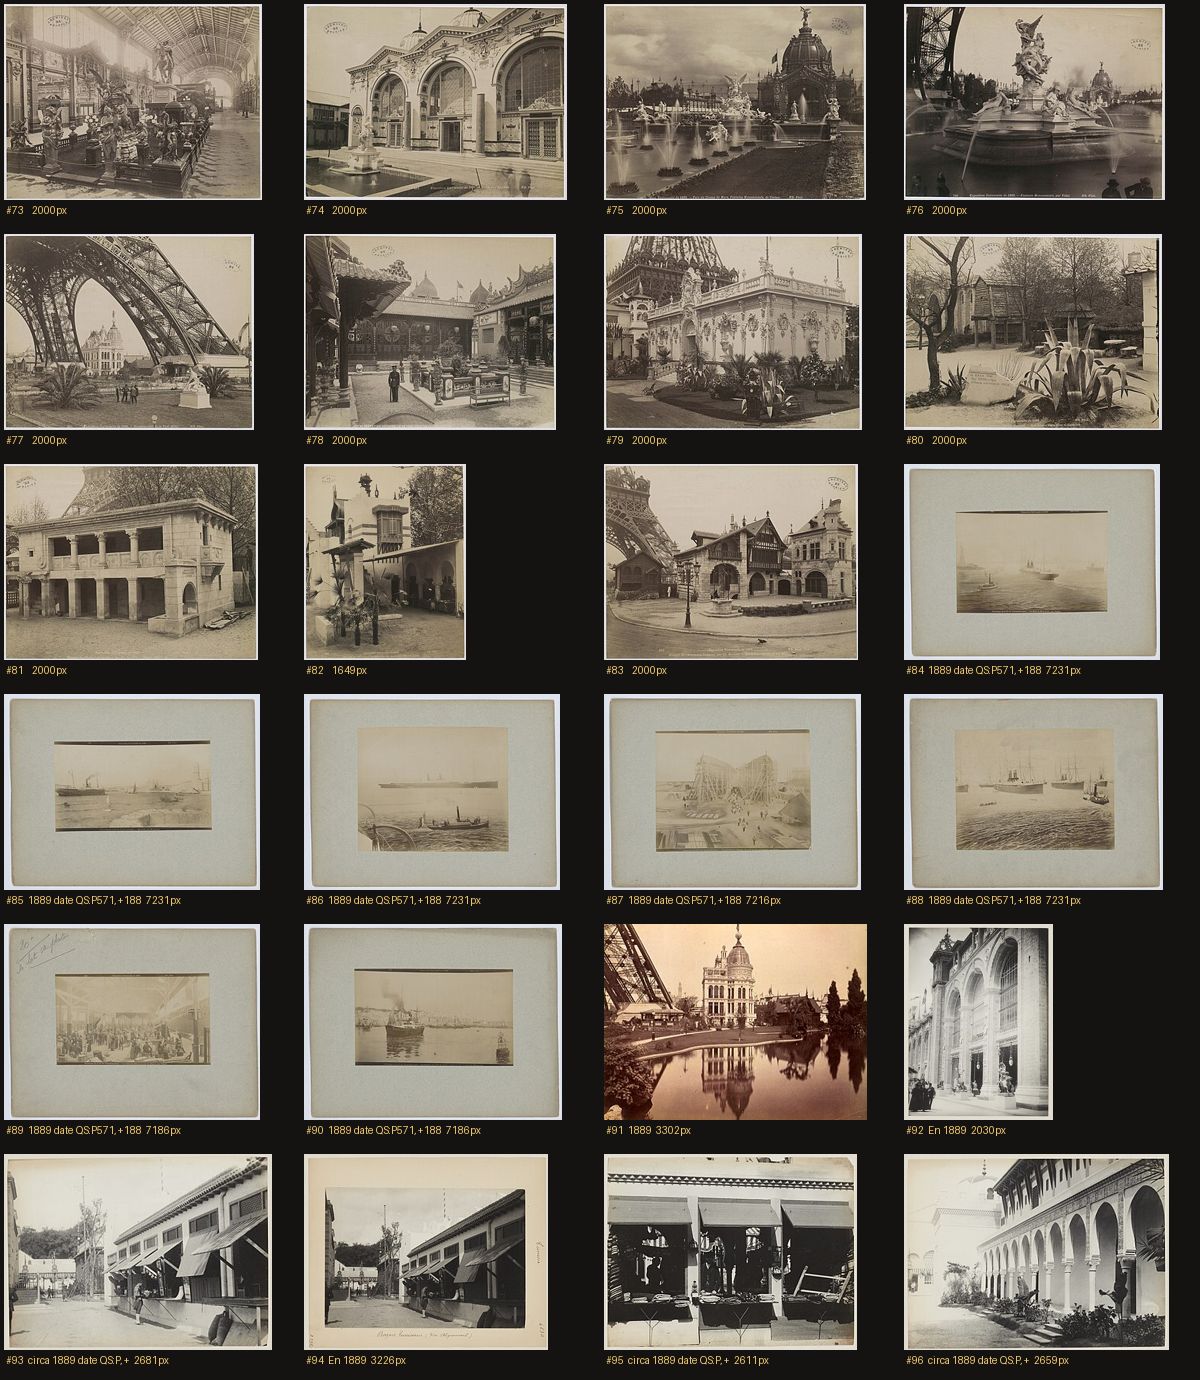 #73 2000px
#74 2000px
#75 2000px
#76 2000px
#77 2000px
#78 2000px
#79 2000px
#80 2000px
#81 2000px
#82 1649px
#83 2000px
#84 1889 date QS:P571,+188 7231px
#85 1889 date QS:P571,+188 7231px
#86 1889 date QS:P571,+188 7231px
#87 1889 date QS:P571,+188 7216px
#88 1889 date QS:P571,+188 7231px
#89 1889 date QS:P571,+188 7186px
#90 1889 date QS:P571,+188 7186px
#91 1889 3302px
#92 En 1889 2030px
#93 circa 1889 date QS:P,+ 2681px
#94 En 1889 3226px
#95 circa 1889 date QS:P,+ 2611px
#96 circa 1889 date QS:P,+ 2659px